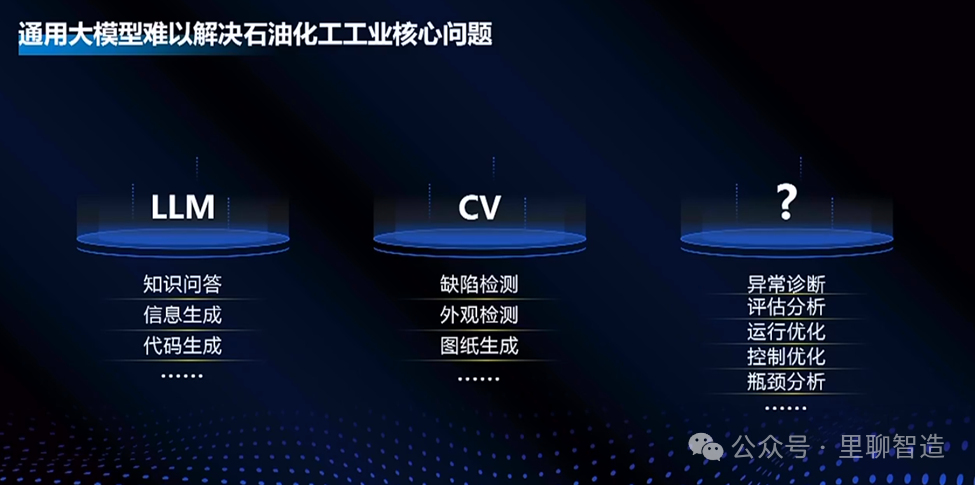 通用大模型难以解决石油化工工业核心问题
LLM
知识问答
信息生成
代码生成
······
CV
缺陷检测
外观检测
图纸生成
······
?
异常诊断
评估分析
运行优化
控制优化
瓶颈分析
······
公众号·里聊智造